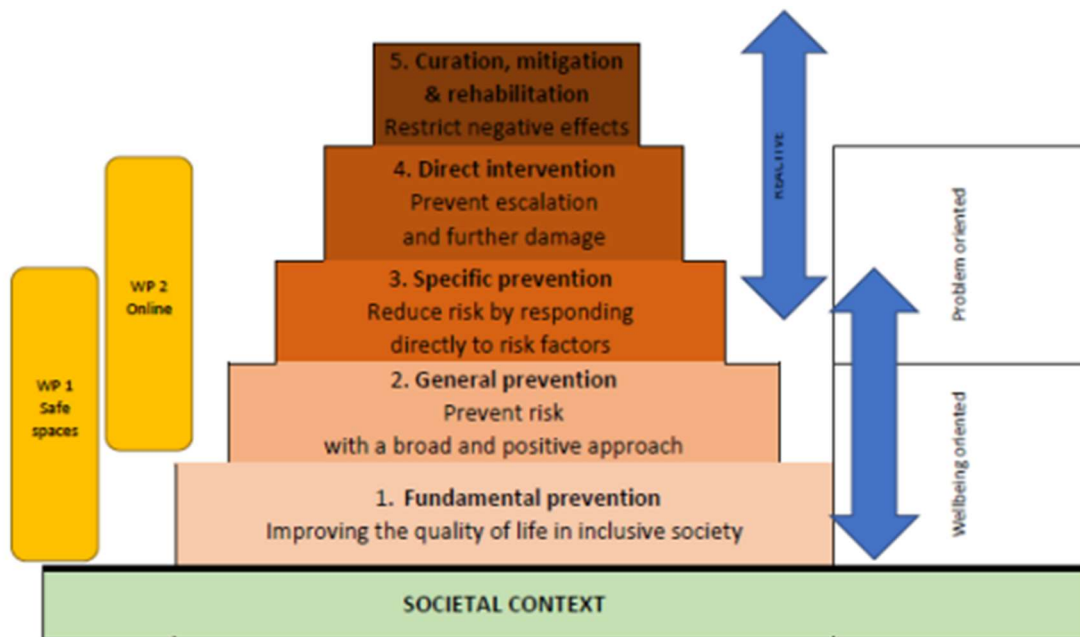 5. Curation, mitigation
& rehabilitation
Restrict negative effects
4. Direct intervention
Prevent escalation
and further damage
3. Specific prevention
Reduce risk by responding
directly to risk factors
2. General prevention
Prevent risk
with a broad and positive approach
1. Fundamental prevention
Improving the quality of life in inclusive society
WP 1
Safe
spaces
WP 2
Online
REACTIVE
Problem oriented
Wellbeing oriented
SOCIETAL CONTEXT